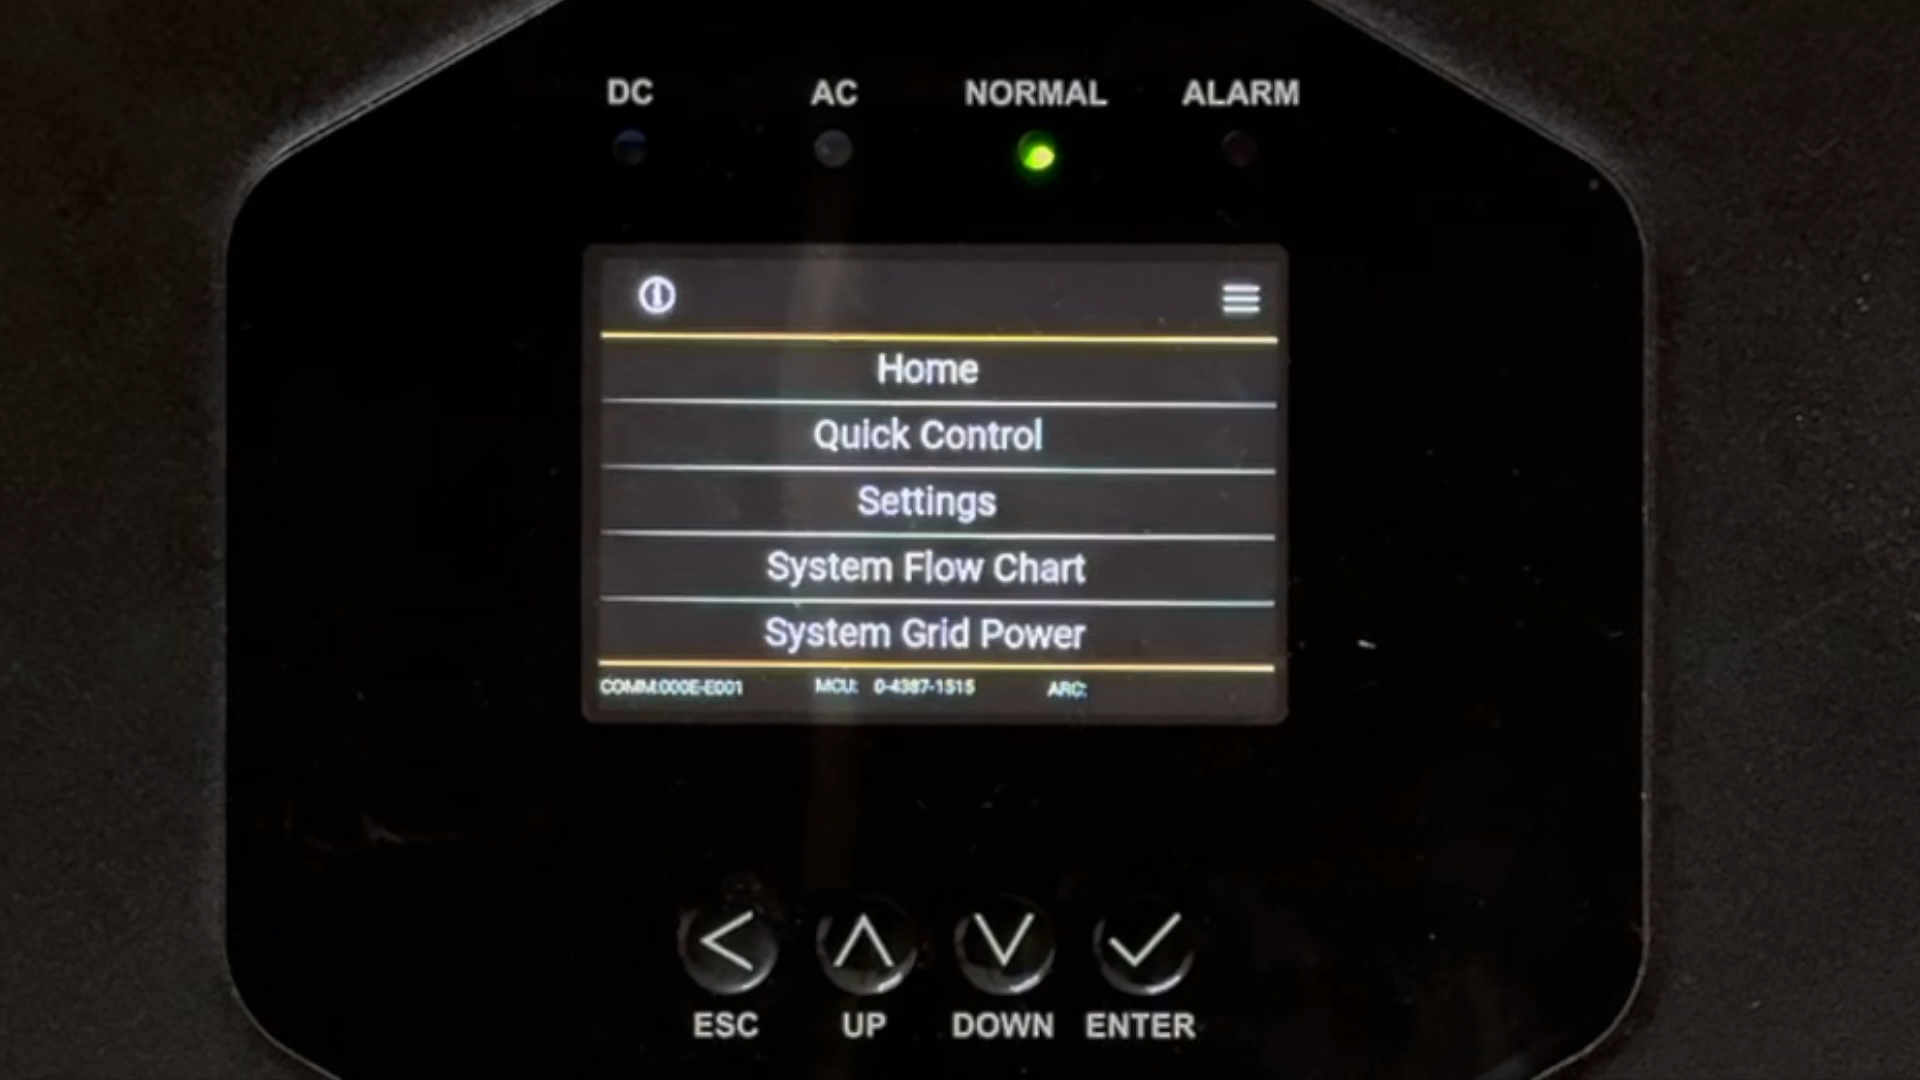 DC AC NORMAL ALARM
Home
Quick Control
Settings
System Flow Chart
System Grid Power
COMM:000E-E001 MCU: 0-4387-1515 ARC:
ESC UP DOWN ENTER